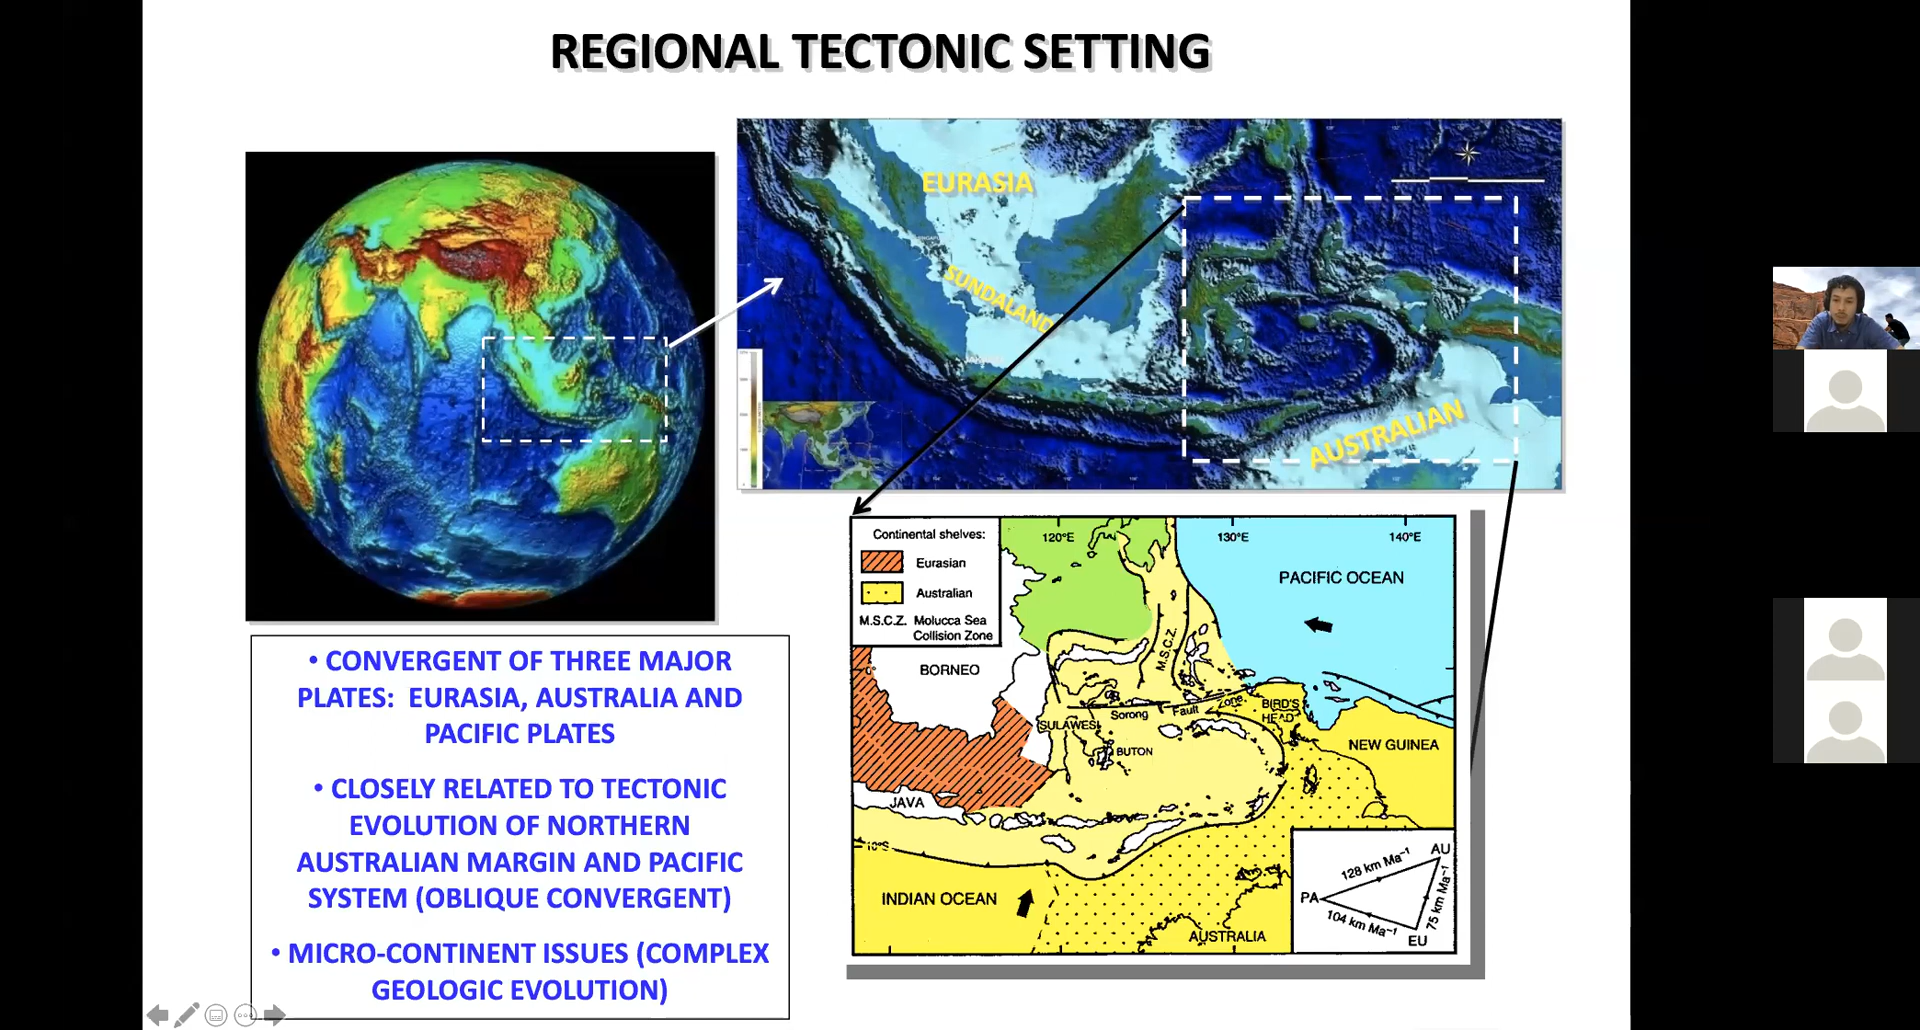 REGIONAL TECTONIC SETTING
EURASIA
SUNDALAND
AUSTRALIAN
• CONVERGENT OF THREE MAJOR
PLATES: EURASIA, AUSTRALIA AND
PACIFIC PLATES
• CLOSELY RELATED TO TECTONIC
EVOLUTION OF NORTHERN
AUSTRALIAN MARGIN AND PACIFIC
SYSTEM (OBLIQUE CONVERGENT)
• MICRO-CONTINENT ISSUES (COMPLEX
GEOLOGIC EVOLUTION)
Continental shelves:
Eurasian
Australian
M.S.C.Z. Molucca Sea
Collision Zone
120°E
130°E
140°E
PACIFIC OCEAN
BORNEO
M.S.C.Z.
SULAWESI
Sorong Fault Zone
BIRD'S
HEAD
BUTON
NEW GUINEA
JAVA
10°S
INDIAN OCEAN
AUSTRALIA
128 km Ma⁻¹
AU
PA
104 km Ma⁻¹
75 km Ma⁻¹
EU